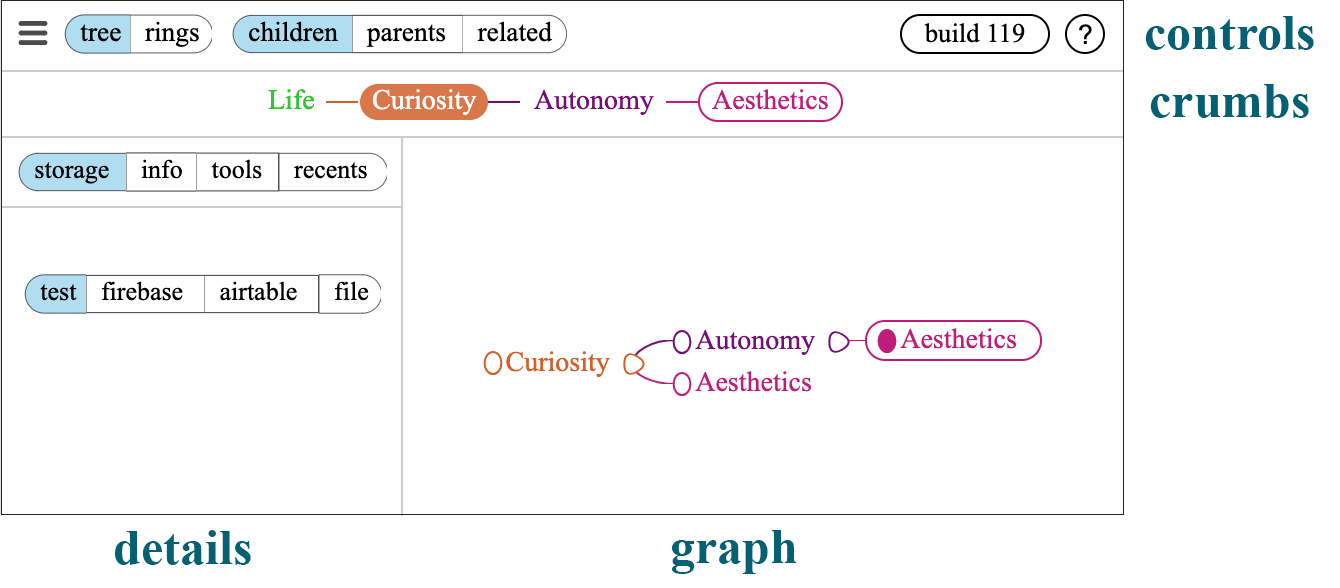 tree rings children parents related build 119 ? controls
Life Curiosity Autonomy Aesthetics crumbs
storage info tools recents
test firebase airtable file
Autonomy Aesthetics
Curiosity
Aesthetics
details graph